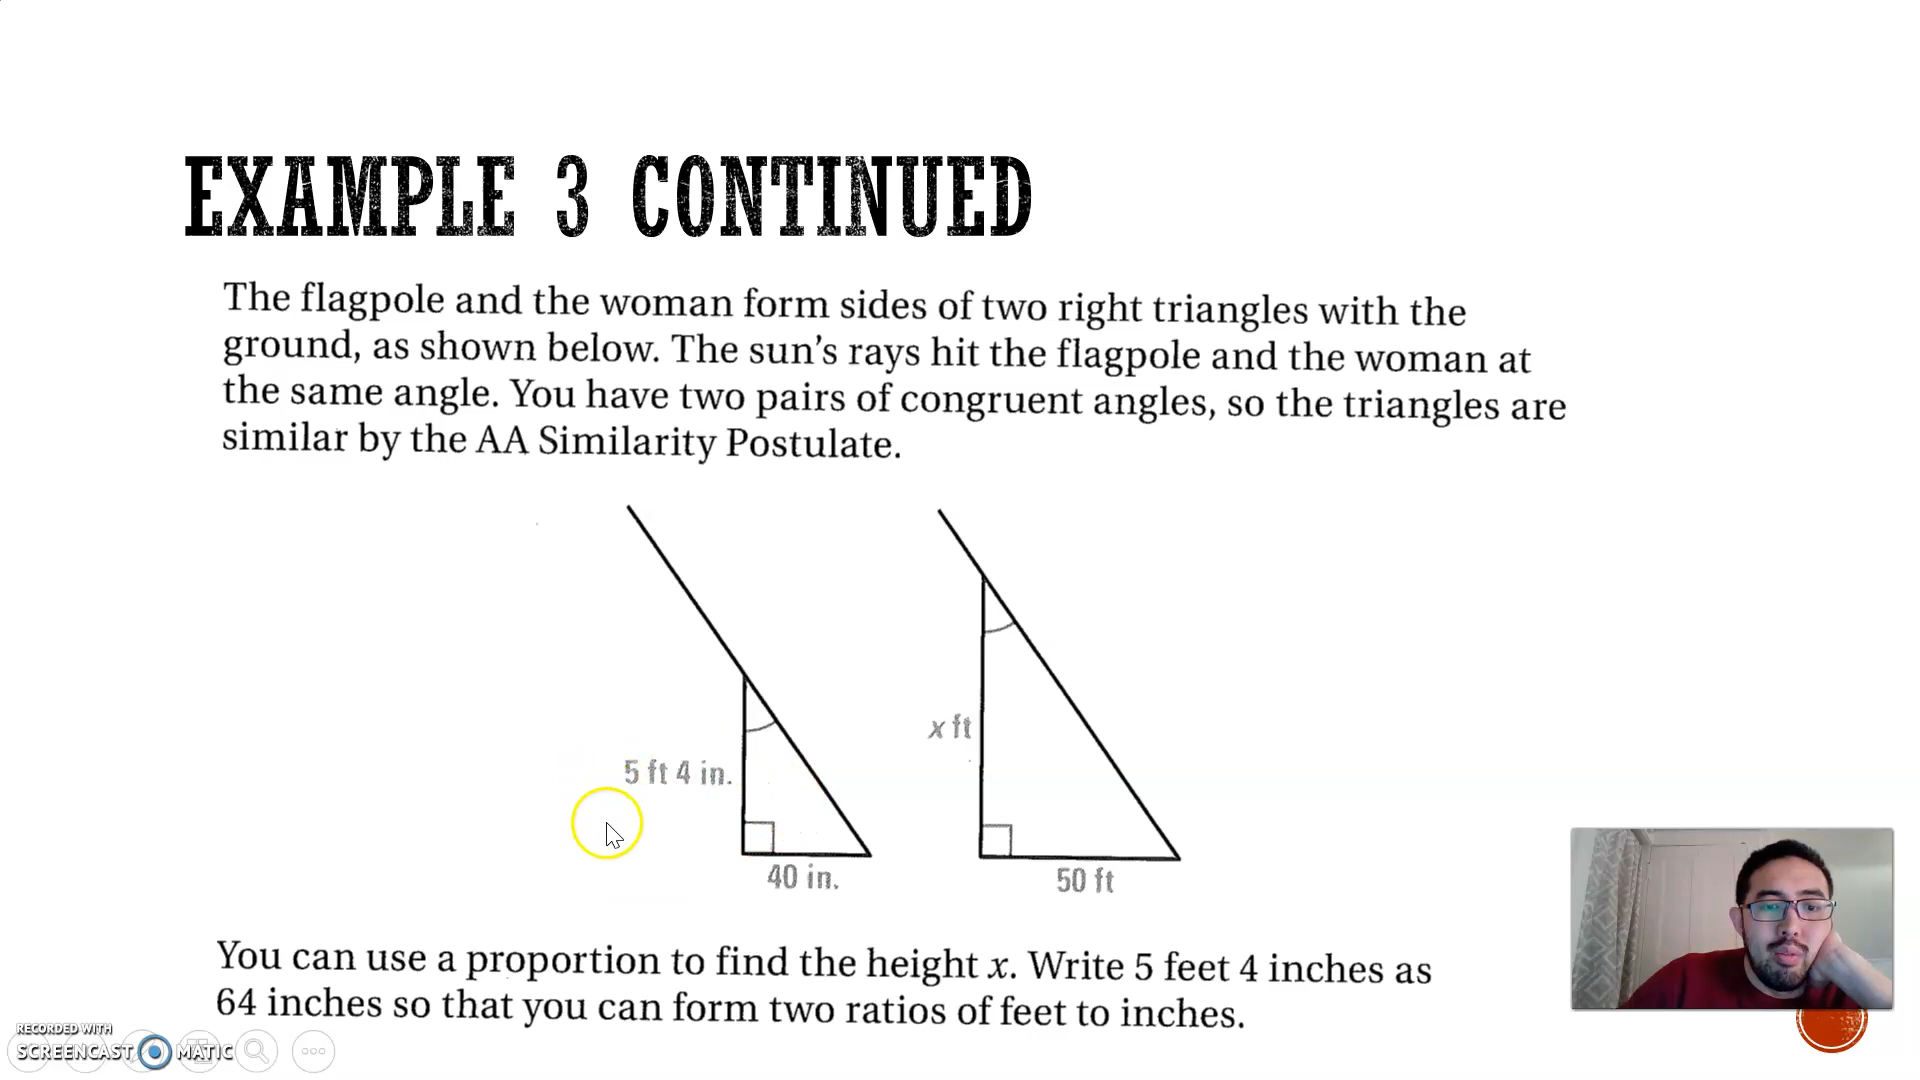 EXAMPLE 3 CONTINUED
The flagpole and the woman form sides of two right triangles with the
ground, as shown below. The sun's rays hit the flagpole and the woman at
the same angle. You have two pairs of congruent angles, so the triangles are
similar by the AA Similarity Postulate.
x ft
5 ft 4 in.
40 in.
50 ft
You can use a proportion to find the height x. Write 5 feet 4 inches as
64 inches so that you can form two ratios of feet to inches.
RECORDED WITH
SCREENCAST MATIC